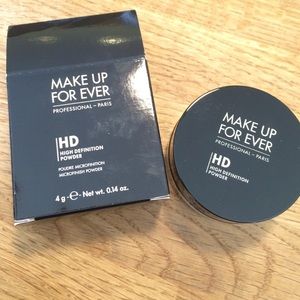 MAKE UP
FOR EVER
PROFESSIONAL – PARIS
HD
HIGH DEFINITION
POWDER
POUDRE MICROFINITION
MICROFINISH POWDER
4 g - e - Net wt. 0.14 oz.
MAKE UP
FOR EVER
PROFESSIONAL – PARIS
HD
HIGH DEFINITION
POWDER